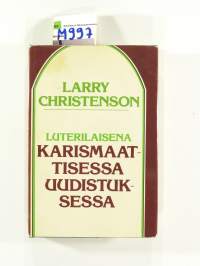 M997
LARRY
CHRISTENSON
LUTERILAISENA
KARISMAAT-
TISESSA
UUDISTUK-
SESSA